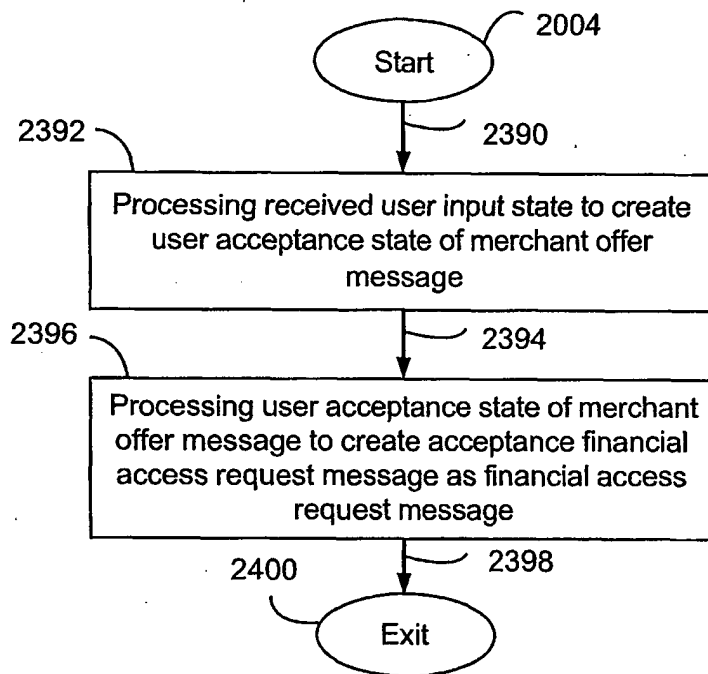 2004
Start
2390
2392
Processing received user input state to create
user acceptance state of merchant offer
message
2394
2396
Processing user acceptance state of merchant
offer message to create acceptance financial
access request message as financial access
request message
2398
2400
Exit